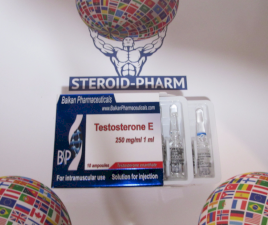 STEROID-PHARM
Balkan Pharmaceuticals
www.BalkanPharmaceuticals.com
Testosterone E
250 mg/ml 1 ml
BP
10 ampoules
For intramuscular use
Solution for injection